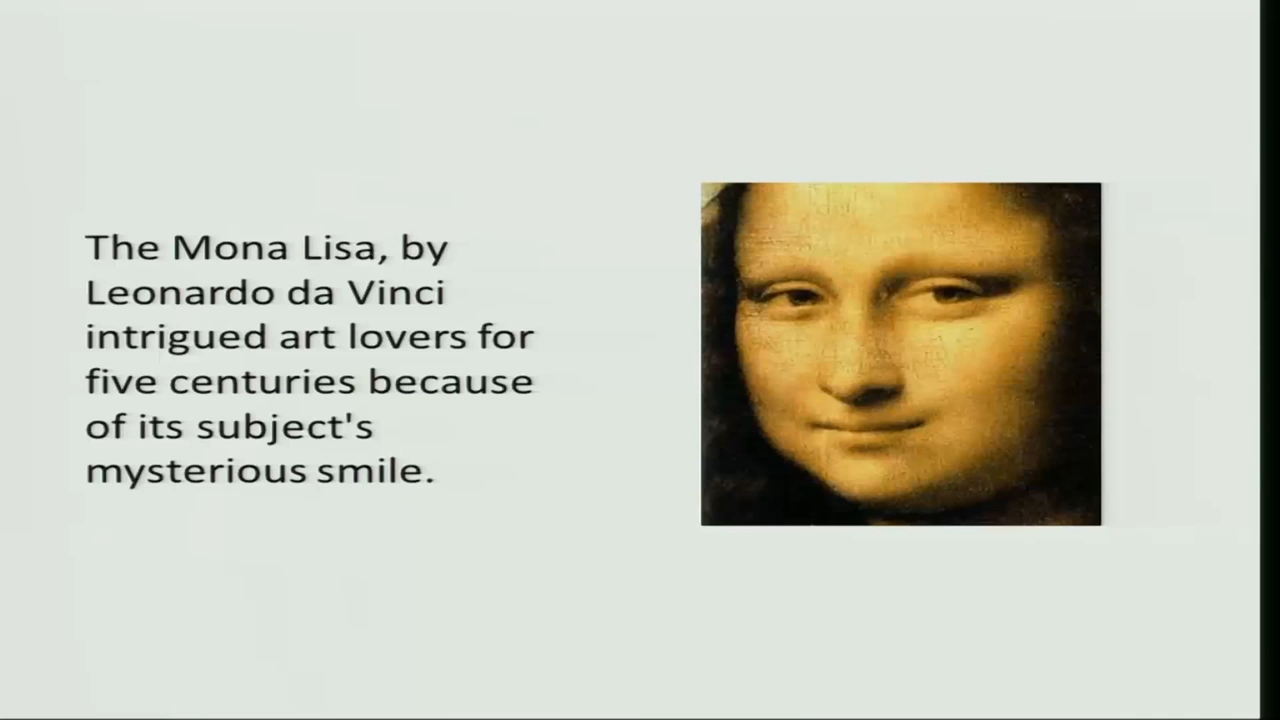 The Mona Lisa, by
Leonardo da Vinci
intrigued art lovers for
five centuries because
of its subject's
mysterious smile.